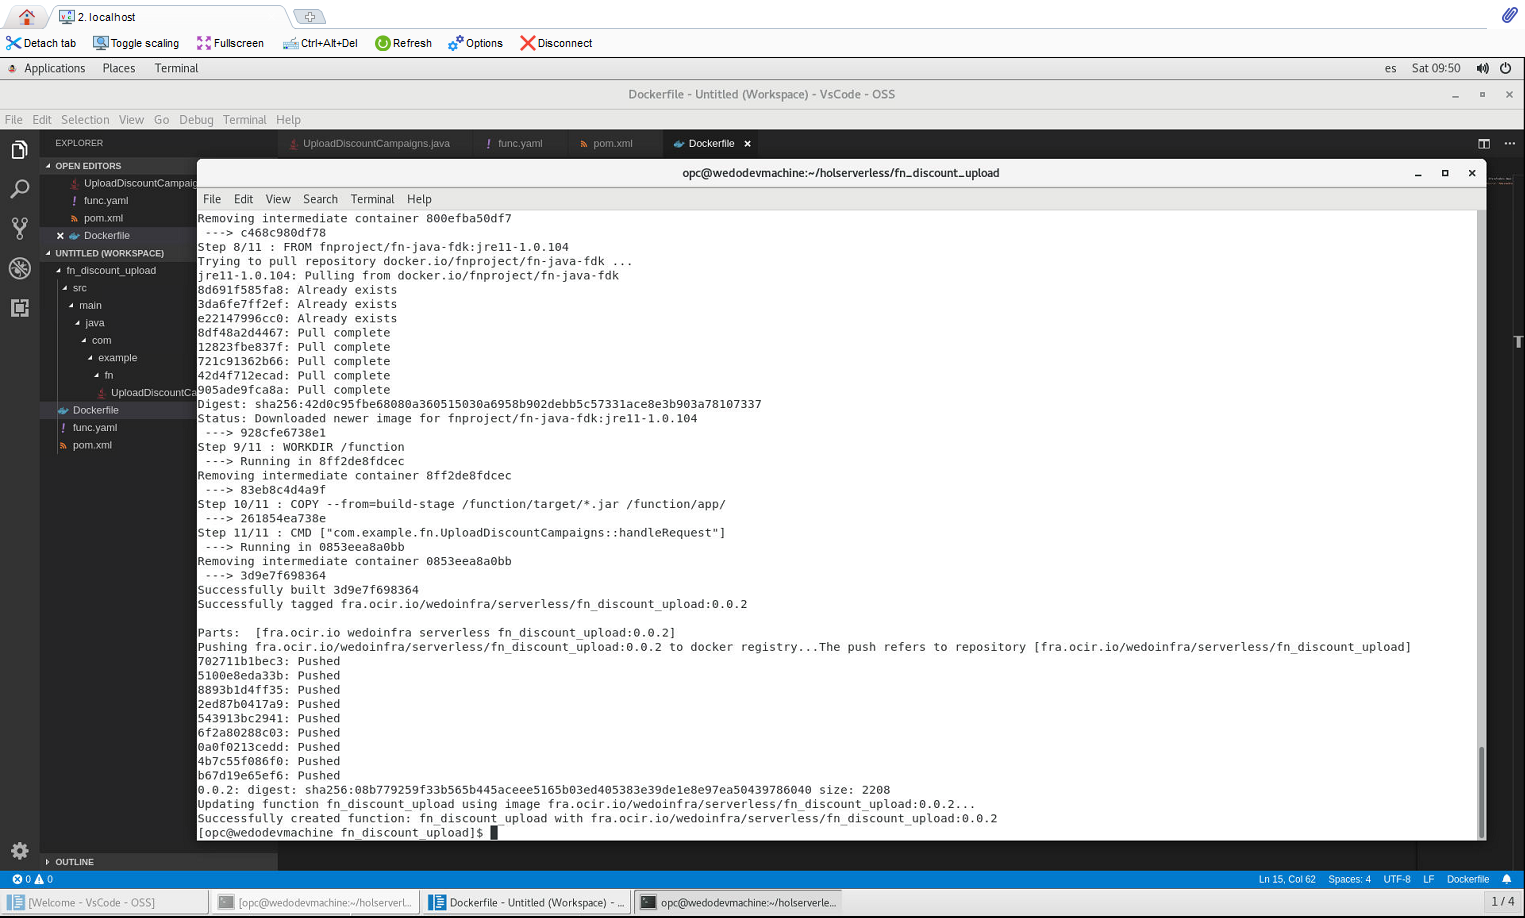 2. localhost
Detach tab Toggle scaling Fullscreen Ctrl+Alt+Del Refresh Options Disconnect
Applications Places Terminal es Sat 09:50
Dockerfile - Untitled (Workspace) - VsCode - OSS
File Edit Selection View Go Debug Terminal Help
EXPLORER
UploadDiscountCampaigns.java ! func.yaml pom.xml Dockerfile
OPEN EDITORS
UploadDiscountCampaig
! func.yaml
pom.xml
Dockerfile
UNTITLED (WORKSPACE)
fn_discount_upload
src
main
java
com
example
fn
UploadDiscountCa
Dockerfile
! func.yaml
pom.xml
OUTLINE
opc@wedodevmachine:~/holserverless/fn_discount_upload
File Edit View Search Terminal Help
Removing intermediate container 800efba50df7
 ---> c468c980df78
Step 8/11 : FROM fnproject/fn-java-fdk:jre11-1.0.104
Trying to pull repository docker.io/fnproject/fn-java-fdk ...
jre11-1.0.104: Pulling from docker.io/fnproject/fn-java-fdk
8d691f585fa8: Already exists
3da6fe7ff2ef: Already exists
e22147996cc0: Already exists
8df48a2d4467: Pull complete
12823fbe837f: Pull complete
721c91362b66: Pull complete
42d4f712ecad: Pull complete
905ade9fca8a: Pull complete
Digest: sha256:42d0c95fbe68080a360515030a6958b902debb5c57331ace8e3b903a78107337
Status: Downloaded newer image for fnproject/fn-java-fdk:jre11-1.0.104
 ---> 928cfe6738e1
Step 9/11 : WORKDIR /function
 ---> Running in 8ff2de8fdcec
Removing intermediate container 8ff2de8fdcec
 ---> 83eb8c4d4a9f
Step 10/11 : COPY --from=build-stage /function/target/*.jar /function/app/
 ---> 261854ea738e
Step 11/11 : CMD ["com.example.fn.UploadDiscountCampaigns::handleRequest"]
 ---> Running in 0853eea8a0bb
Removing intermediate container 0853eea8a0bb
 ---> 3d9e7f698364
Successfully built 3d9e7f698364
Successfully tagged fra.ocir.io/wedoinfra/serverless/fn_discount_upload:0.0.2
Parts:  [fra.ocir.io wedoinfra serverless fn_discount_upload:0.0.2]
Pushing fra.ocir.io/wedoinfra/serverless/fn_discount_upload:0.0.2 to docker registry...The push refers to repository [fra.ocir.io/wedoinfra/serverless/fn_discount_upload]
702711b1bec3: Pushed
5100e8eda33b: Pushed
8893b1d4ff35: Pushed
2ed87b0417a9: Pushed
543913bc2941: Pushed
6f2a80288c03: Pushed
0a0f0213cedd: Pushed
4b7c55f086f0: Pushed
b67d19e65ef6: Pushed
0.0.2: digest: sha256:08b779259f33b565b445aceee5165b03ed405383e39de1e8e97ea50439786040 size: 2208
Updating function fn_discount_upload using image fra.ocir.io/wedoinfra/serverless/fn_discount_upload:0.0.2...
Successfully created function: fn_discount_upload with fra.ocir.io/wedoinfra/serverless/fn_discount_upload:0.0.2
[opc@wedodevmachine fn_discount_upload]$
0 0 Ln 15, Col 62 Spaces: 4 UTF-8 LF Dockerfile
[Welcome - VsCode - OSS] [opc@wedodevmachine:~/holserverl... Dockerfile - Untitled (Workspace) - ... opc@wedodevmachine:~/holserverle... 1 / 4